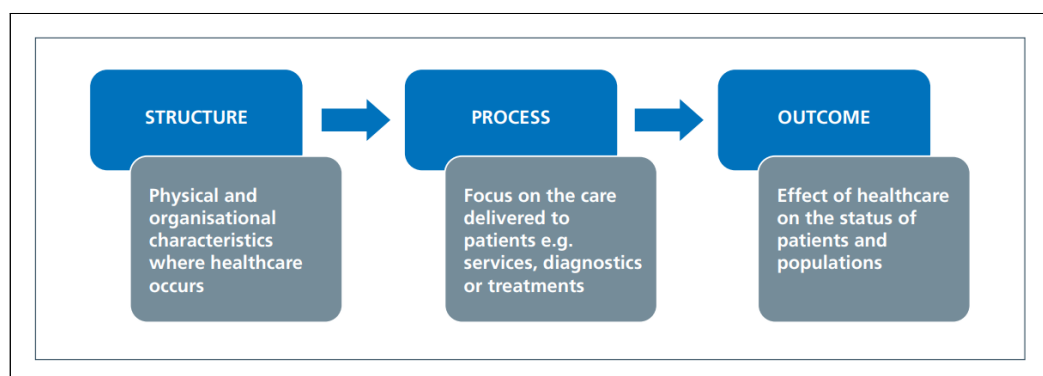 STRUCTURE
Physical and
organisational
characteristics
where healthcare
occurs
PROCESS
Focus on the care
delivered to
patients e.g.
services, diagnostics
or treatments
OUTCOME
Effect of healthcare
on the status of
patients and
populations